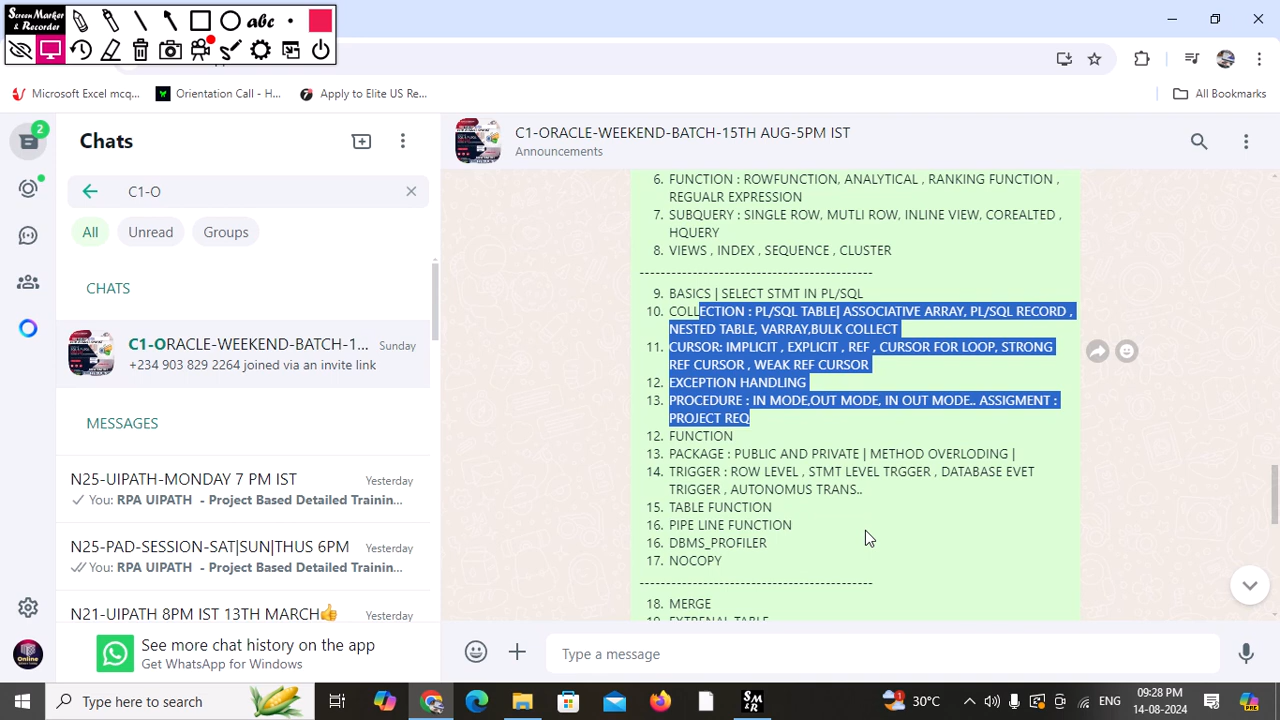 Screen Marker
& Recorder
abc
Microsoft Excel mcq...
Orientation Call - H...
Apply to Elite US Re...
All Bookmarks
2
Chats
C1-O
All
Unread
Groups
CHATS
C1-ORACLE-WEEKEND-BATCH-1...
Sunday
+234 903 829 2264 joined via an invite link
MESSAGES
N25-UIPATH-MONDAY 7 PM IST
Yesterday
You: RPA UIPATH - Project Based Detailed Trainin...
N25-PAD-SESSION-SAT|SUN|THUS 6PM
Yesterday
You: RPA UIPATH - Project Based Detailed Trainin...
N21-UIPATH 8PM IST 13TH MARCH👍
Yesterday
See more chat history on the app
Get WhatsApp for Windows
C1-ORACLE-WEEKEND-BATCH-15TH AUG-5PM IST
Announcements
6. FUNCTION : ROWFUNCTION, ANALYTICAL , RANKING FUNCTION ,
REGUALR EXPRESSION
7. SUBQUERY : SINGLE ROW, MUTLI ROW, INLINE VIEW, COREALTED ,
HQUERY
8. VIEWS , INDEX , SEQUENCE , CLUSTER
--------------------------------------------
9. BASICS | SELECT STMT IN PL/SQL
10. COLLECTION : PL/SQL TABLE| ASSOCIATIVE ARRAY, PL/SQL RECORD ,
NESTED TABLE, VARRAY,BULK COLLECT
11. CURSOR: IMPLICIT , EXPLICIT , REF , CURSOR FOR LOOP, STRONG
REF CURSOR , WEAK REF CURSOR
12. EXCEPTION HANDLING
13. PROCEDURE : IN MODE,OUT MODE, IN OUT MODE.. ASSIGMENT :
PROJECT REQ
12. FUNCTION
13. PACKAGE : PUBLIC AND PRIVATE | METHOD OVERLODING |
14. TRIGGER : ROW LEVEL , STMT LEVEL TRGGER , DATABASE EVET
TRIGGER , AUTONOMUS TRANS..
15. TABLE FUNCTION
16. PIPE LINE FUNCTION
16. DBMS_PROFILER
17. NOCOPY
--------------------------------------------
18. MERGE
19. EXTRENAL TABLE
Type a message
Type here to search
1
30°C
ENG
09:28 PM
14-08-2024